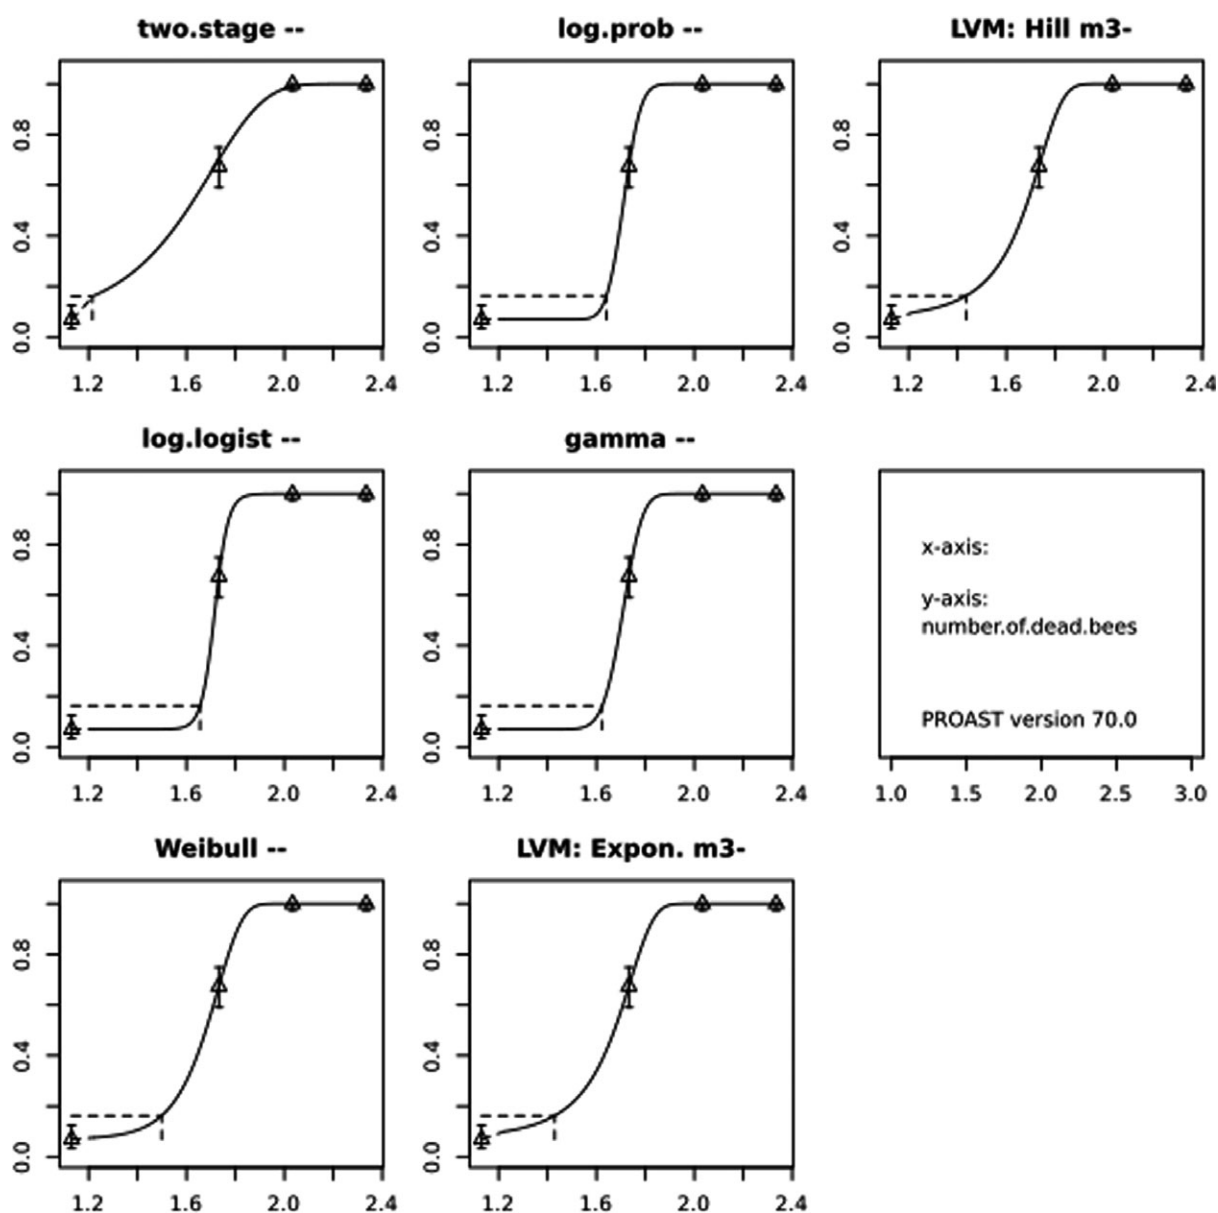 two.stage --
0.0 0.4 0.8
1.2 1.6 2.0 2.4
log.prob --
0.0 0.4 0.8
1.2 1.6 2.0 2.4
LVM: Hill m3-
0.0 0.4 0.8
1.2 1.6 2.0 2.4
log.logist --
0.0 0.4 0.8
1.2 1.6 2.0 2.4
gamma --
0.0 0.4 0.8
1.2 1.6 2.0 2.4
x-axis:
y-axis:
number.of.dead.bees
PROAST version 70.0
1.0 1.5 2.0 2.5 3.0
Weibull --
0.0 0.4 0.8
1.2 1.6 2.0 2.4
LVM: Expon. m3-
0.0 0.4 0.8
1.2 1.6 2.0 2.4